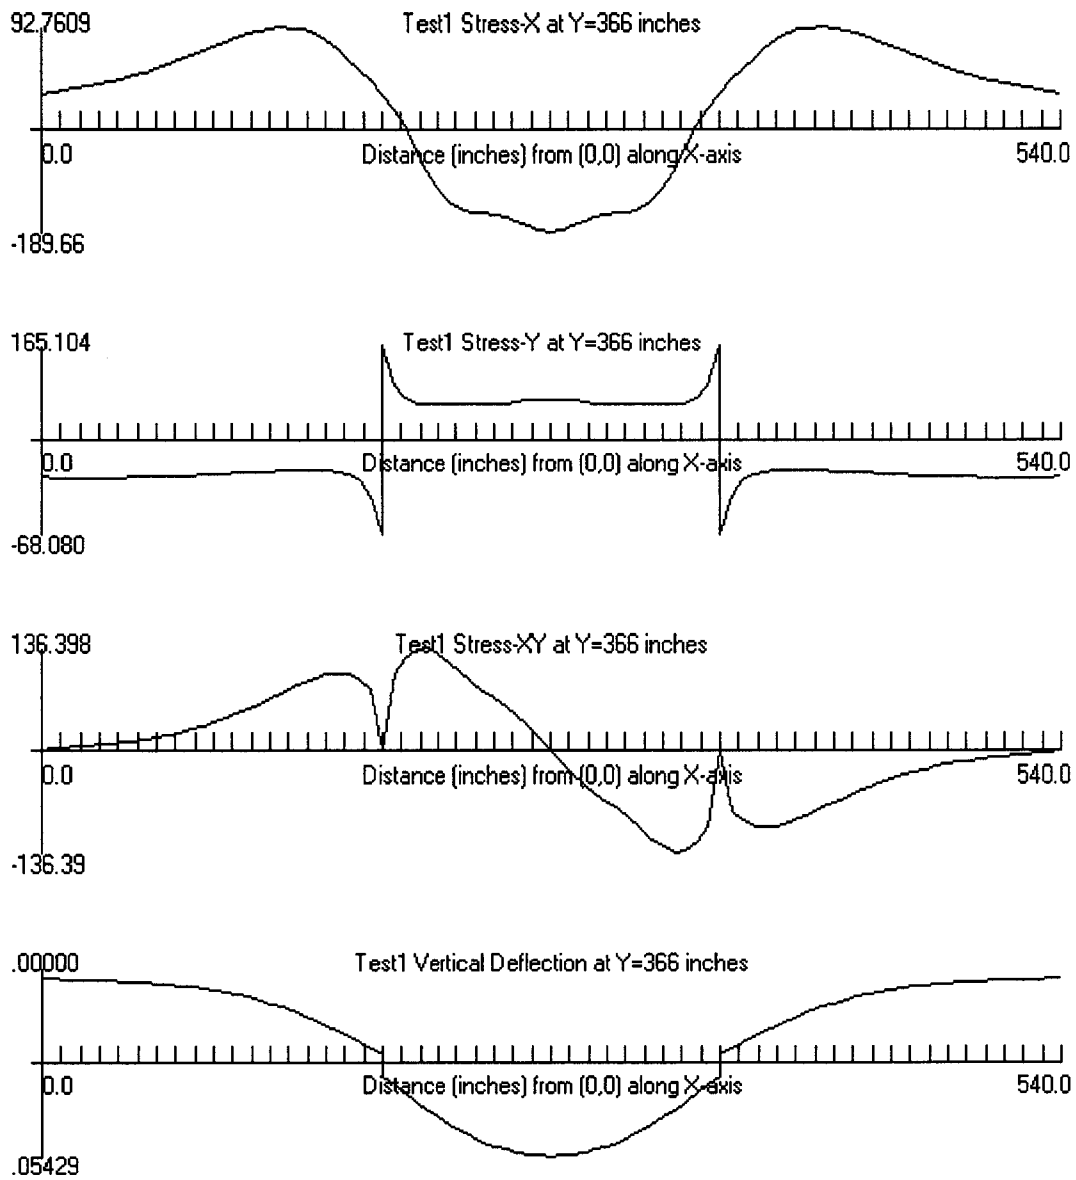 92.7609
Test1 Stress-X at Y=366 inches
0.0
Distance (inches) from (0,0) along X-axis
540.0
-189.66
165.104
Test1 Stress-Y at Y=366 inches
0.0
Distance (inches) from (0,0) along X-axis
540.0
-68.080
136.398
Test1 Stress-XY at Y=366 inches
0.0
Distance (inches) from (0,0) along X-axis
540.0
-136.39
.00000
Test1 Vertical Deflection at Y=366 inches
0.0
Distance (inches) from (0,0) along X-axis
540.0
.05429